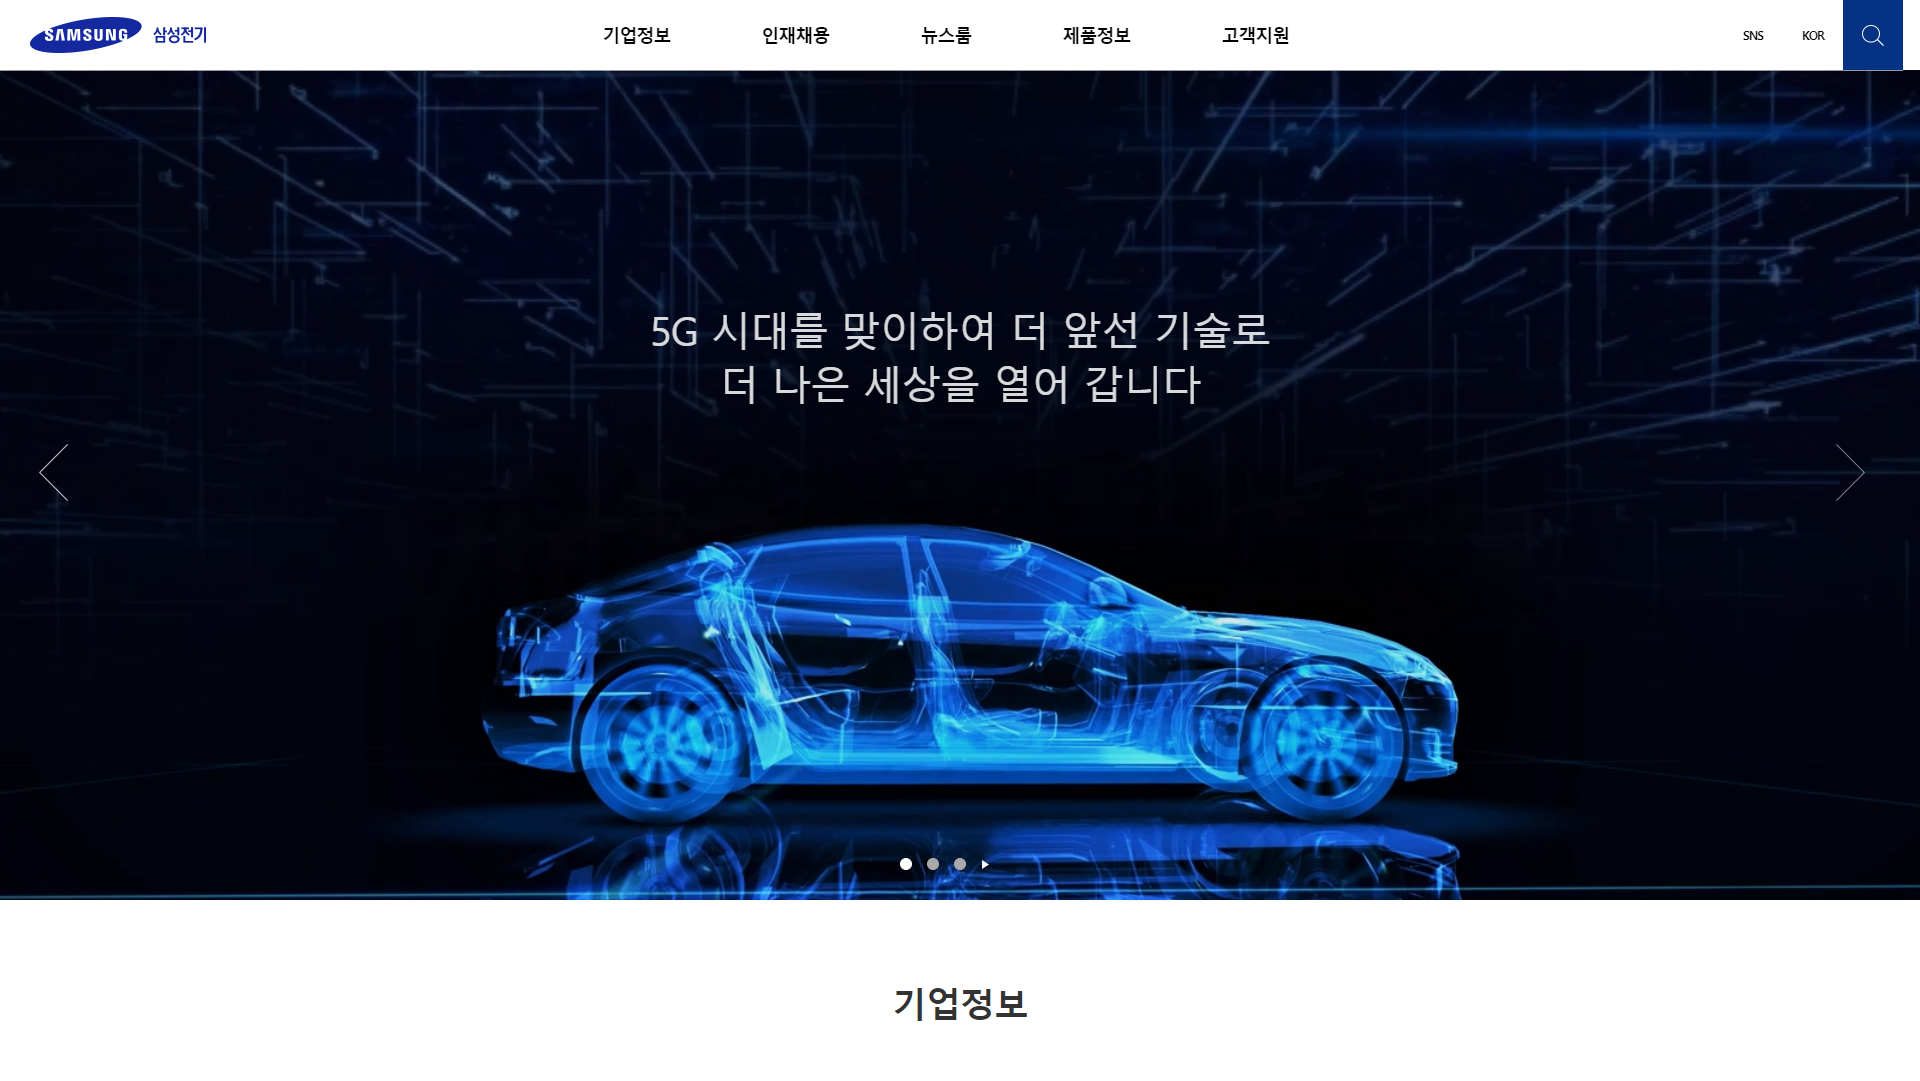 SAMSUNG 삼성전기
기업정보
인재채용
뉴스룸
제품정보
고객지원
SNS
KOR
5G 시대를 맞이하여 더 앞선 기술로
더 나은 세상을 열어 갑니다
기업정보